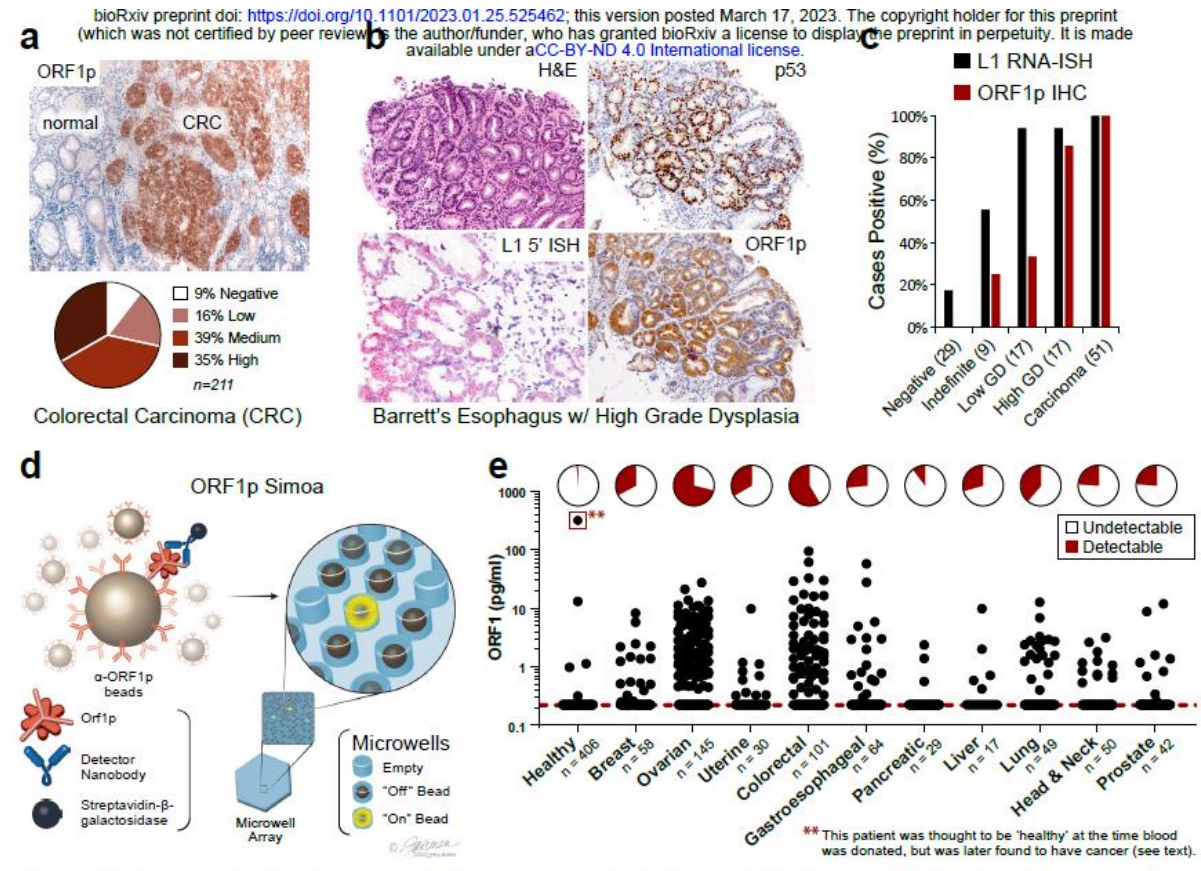 bioRxiv preprint doi: https://doi.org/10.1101/2023.01.25.525462; this version posted March 17, 2023. The copyright holder for this preprint
(which was not certified by peer review) is the author/funder, who has granted bioRxiv a license to display the preprint in perpetuity. It is made
available under aCC-BY-ND 4.0 International license.
a
ORF1p
normal
CRC
9% Negative
16% Low
39% Medium
35% High
n=211
Colorectal Carcinoma (CRC)
b
H&E
p53
L1 5' ISH
ORF1p
Barrett's Esophagus w/ High Grade Dysplasia
c
L1 RNA-ISH
ORF1p IHC
Cases Positive (%)
100%
80%
60%
40%
20%
0%
Negative (29)
Indefinite (9)
Low GD (17)
High GD (17)
Carcinoma (51)
d
ORF1p Simoa
α-ORF1p
beads
Orf1p
Detector
Nanobody
Streptavidin-β-
galactosidase
Microwell
Array
Microwells
Empty
"Off" Bead
"On" Bead
e
ORF1 (pg/ml)
1000
100
10
1
0.1
**
Undetectable
Detectable
Healthy
n = 406
Breast
n = 58
Ovarian
n = 145
Uterine
n = 30
Colorectal
n = 101
Gastroesophageal
n = 64
Pancreatic
n = 29
Liver
n = 17
Lung
n = 49
Head & Neck
n = 50
Prostate
n = 42
** This patient was thought to be 'healthy' at the time blood
was donated, but was later found to have cancer (see text).